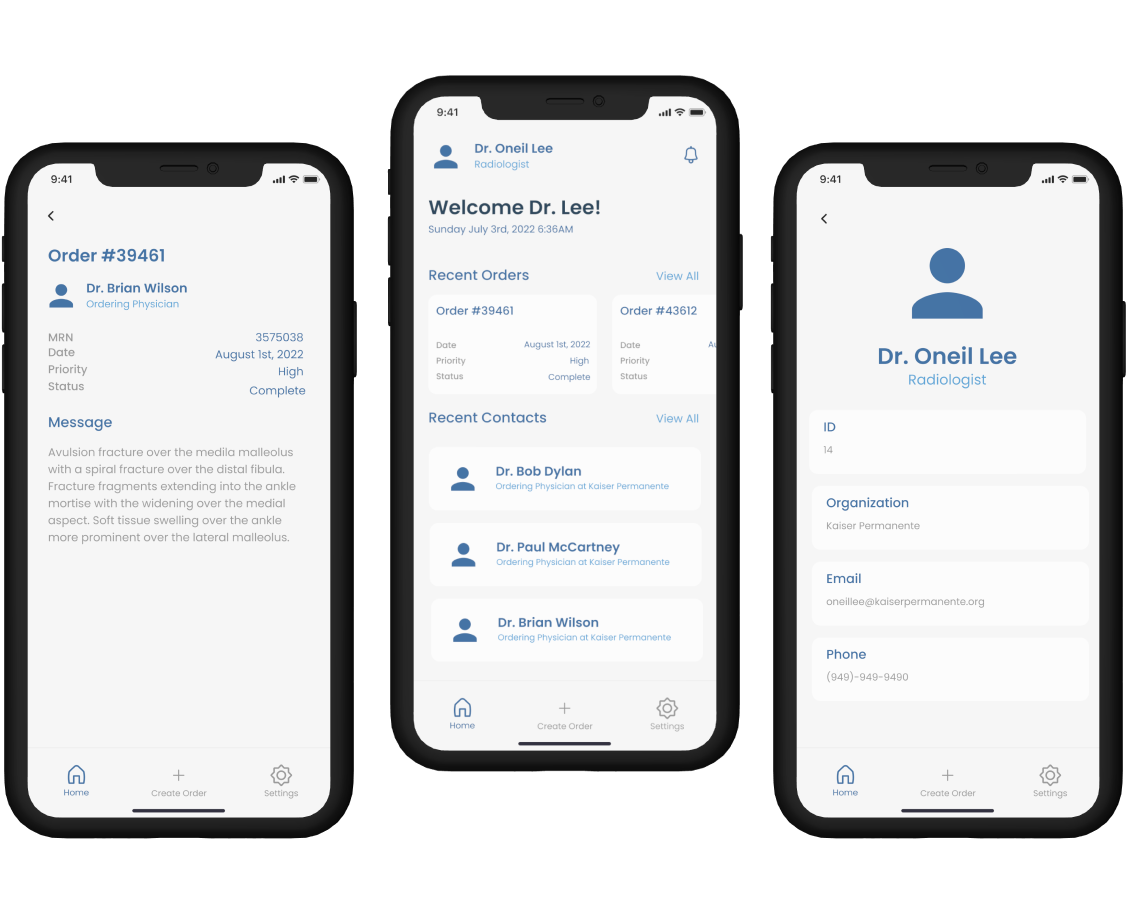 9:41
Order #39461
Dr. Brian Wilson
Ordering Physician
MRN 3575038
Date August 1st, 2022
Priority High
Status Complete
Message
Avulsion fracture over the medila malleolus
with a spiral fracture over the distal fibula.
Fracture fragments extending into the ankle
mortise with the widening over the medial
aspect. Soft tissue swelling over the ankle
more prominent over the lateral malleolus.
Home Create Order Settings
9:41
Dr. Oneil Lee
Radiologist
Welcome Dr. Lee!
Sunday July 3rd, 2022 6:36AM
Recent Orders View All
Order #39461 Order #43612
Date August 1st, 2022 Date Au
Priority High Priority
Status Complete Status
Recent Contacts View All
Dr. Bob Dylan
Ordering Physician at Kaiser Permanente
Dr. Paul McCartney
Ordering Physician at Kaiser Permanente
Dr. Brian Wilson
Ordering Physician at Kaiser Permanente
Home Create Order Settings
9:41
Dr. Oneil Lee
Radiologist
ID
14
Organization
Kaiser Permanente
Email
oneillee@kaiserpermanente.org
Phone
(949)-949-9490
Home Create Order Settings